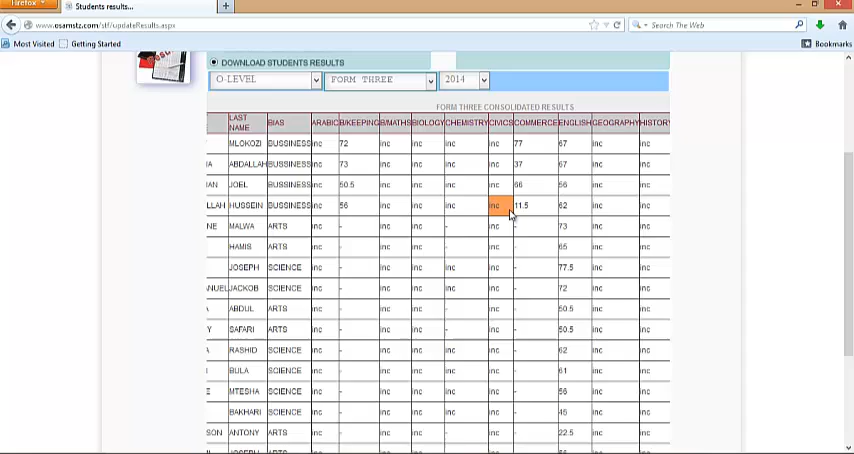 Firefox
Students results...
www.osamstz.com/stf/updateResults.aspx
Search The Web
Most Visited Getting Started Bookmarks
DOWNLOAD STUDENTS RESULTS
O-LEVEL FORM THREE 2014
FORM THREE CONSOLIDATED RESULTS
LAST NAME BIAS ARABIC B/KEEPING B/MATHS BIOLOGY CHEMISTRY CIVICS COMMERCE ENGLISH GEOGRAPHY HISTORY
MLOKOZI BUSSINESS inc 72 inc inc inc inc 77 67 inc inc
IA ABDALLAH BUSSINESS inc 73 inc inc inc inc 37 67 inc inc
IAN JOEL BUSSINESS inc 50.5 inc inc inc inc 66 56 inc inc
LLAH HUSSEIN BUSSINESS inc 56 inc inc inc inc 11.5 62 inc inc
NE MALWA ARTS inc - inc inc - inc - 73 inc inc
HAMIS ARTS inc - inc inc - inc - 65 inc inc
JOSEPH SCIENCE inc - inc inc inc inc - 77.5 inc inc
ANUEL JACKOB SCIENCE inc - inc inc inc inc - 72 inc inc
ABDUL ARTS inc - inc inc - inc - 50.5 inc inc
Y SAFARI ARTS inc - inc inc - inc - 50.5 inc inc
A RASHID SCIENCE inc - inc inc inc inc - 62 inc inc
BULA SCIENCE inc - inc inc inc inc - 61 inc inc
E MTESHA SCIENCE inc - inc inc inc inc - 56 inc inc
BAKHARI SCIENCE inc - inc inc inc inc - 45 inc inc
SON ANTONY ARTS inc - inc inc - inc - 22.5 inc inc